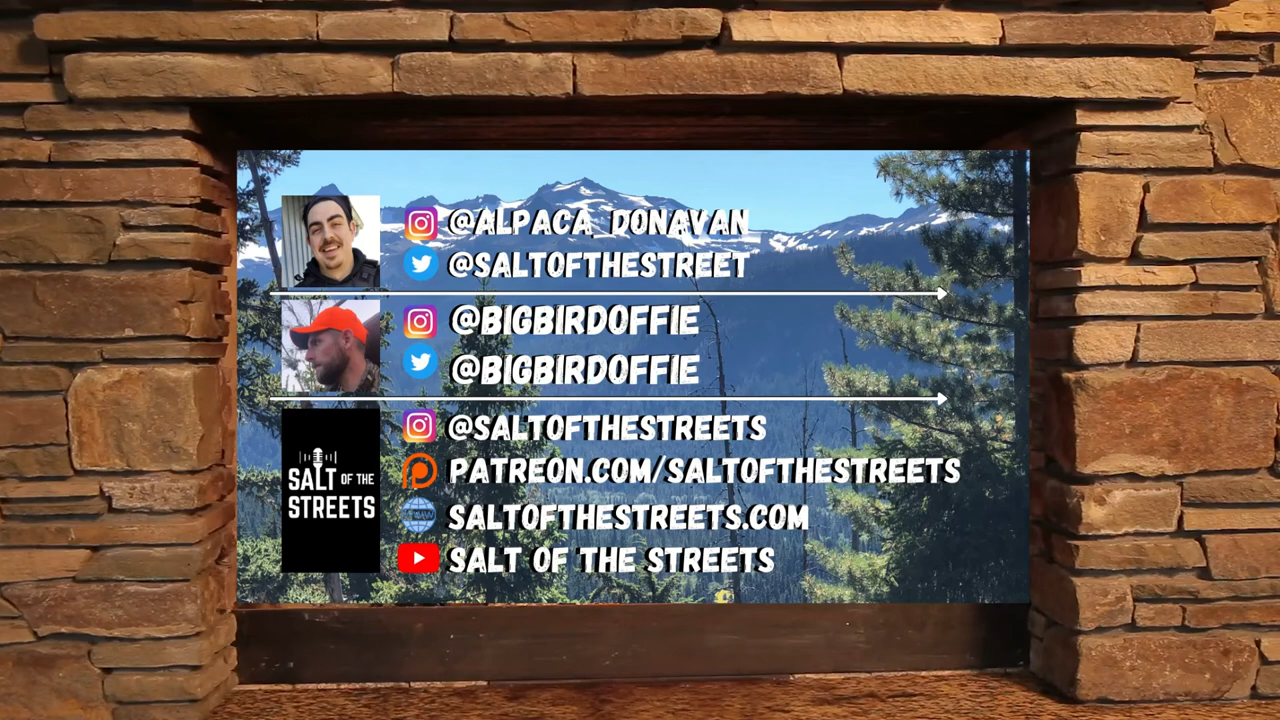 @ALPACA_DONAVAN
@SALTOFTHESTREET
@BIGBIRDOFFIE
@BIGBIRDOFFIE
@SALTOFTHESTREETS
PATREON.COM/SALTOFTHESTREETS
SALTOFTHESTREETS.COM
SALT OF THE STREETS
SALT OF THE
STREETS